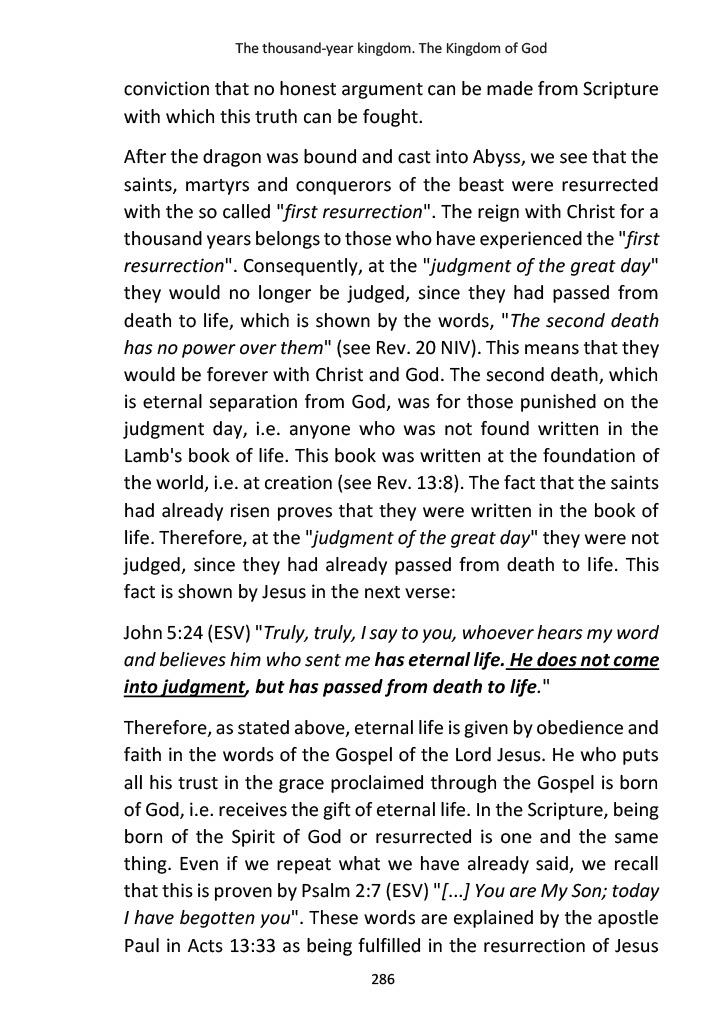 The thousand-year kingdom. The Kingdom of God
conviction that no honest argument can be made from Scripture
with which this truth can be fought.
After the dragon was bound and cast into Abyss, we see that the
saints, martyrs and conquerors of the beast were resurrected
with the so called "first resurrection". The reign with Christ for a
thousand years belongs to those who have experienced the "first
resurrection". Consequently, at the "judgment of the great day"
they would no longer be judged, since they had passed from
death to life, which is shown by the words, "The second death
has no power over them" (see Rev. 20 NIV). This means that they
would be forever with Christ and God. The second death, which
is eternal separation from God, was for those punished on the
judgment day, i.e. anyone who was not found written in the
Lamb's book of life. This book was written at the foundation of
the world, i.e. at creation (see Rev. 13:8). The fact that the saints
had already risen proves that they were written in the book of
life. Therefore, at the "judgment of the great day" they were not
judged, since they had already passed from death to life. This
fact is shown by Jesus in the next verse:
John 5:24 (ESV) "Truly, truly, I say to you, whoever hears my word
and believes him who sent me has eternal life. He does not come
into judgment, but has passed from death to life."
Therefore, as stated above, eternal life is given by obedience and
faith in the words of the Gospel of the Lord Jesus. He who puts
all his trust in the grace proclaimed through the Gospel is born
of God, i.e. receives the gift of eternal life. In the Scripture, being
born of the Spirit of God or resurrected is one and the same
thing. Even if we repeat what we have already said, we recall
that this is proven by Psalm 2:7 (ESV) "[...] You are My Son; today
I have begotten you". These words are explained by the apostle
Paul in Acts 13:33 as being fulfilled in the resurrection of Jesus
286